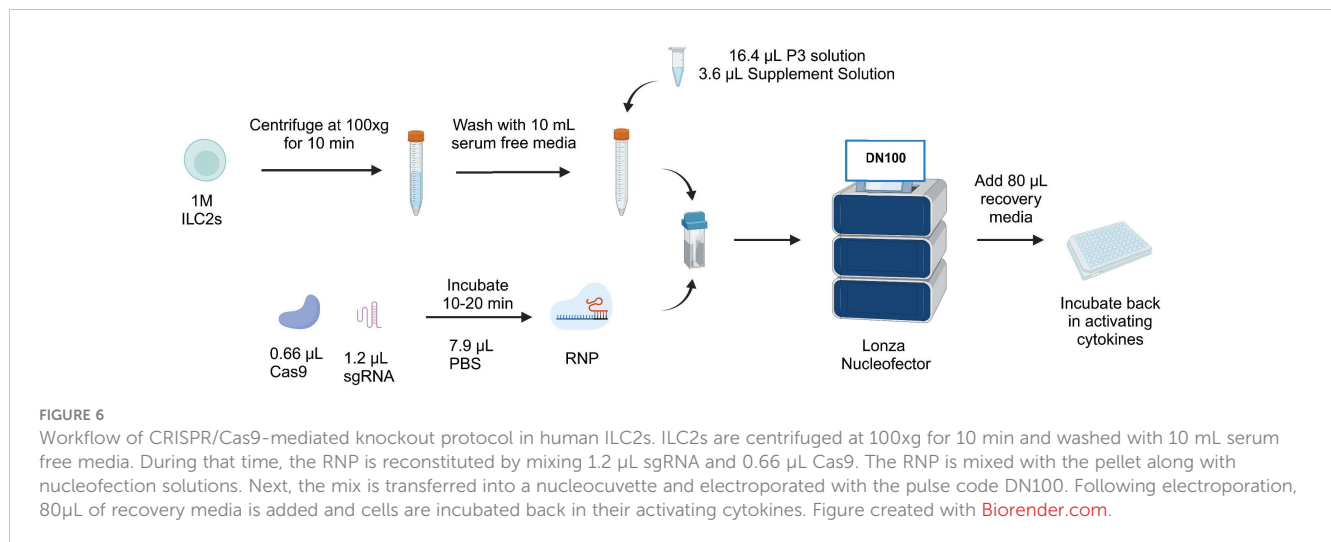 16.4 µL P3 solution
3.6 µL Supplement Solution
Centrifuge at 100xg
for 10 min
Wash with 10 mL
serum free media
1M
ILC2s
DN100
Add 80 µL
recovery
media
Incubate
10-20 min
0.66 µL
Cas9
1.2 µL
sgRNA
7.9 µL
PBS
RNP
Lonza
Nucleofector
Incubate back
in activating
cytokines
FIGURE 6
Workflow of CRISPR/Cas9-mediated knockout protocol in human ILC2s. ILC2s are centrifuged at 100xg for 10 min and washed with 10 mL serum
free media. During that time, the RNP is reconstituted by mixing 1.2 µL sgRNA and 0.66 µL Cas9. The RNP is mixed with the pellet along with
nucleofection solutions. Next, the mix is transferred into a nucleocuvette and electroporated with the pulse code DN100. Following electroporation,
80µL of recovery media is added and cells are incubated back in their activating cytokines. Figure created with Biorender.com.